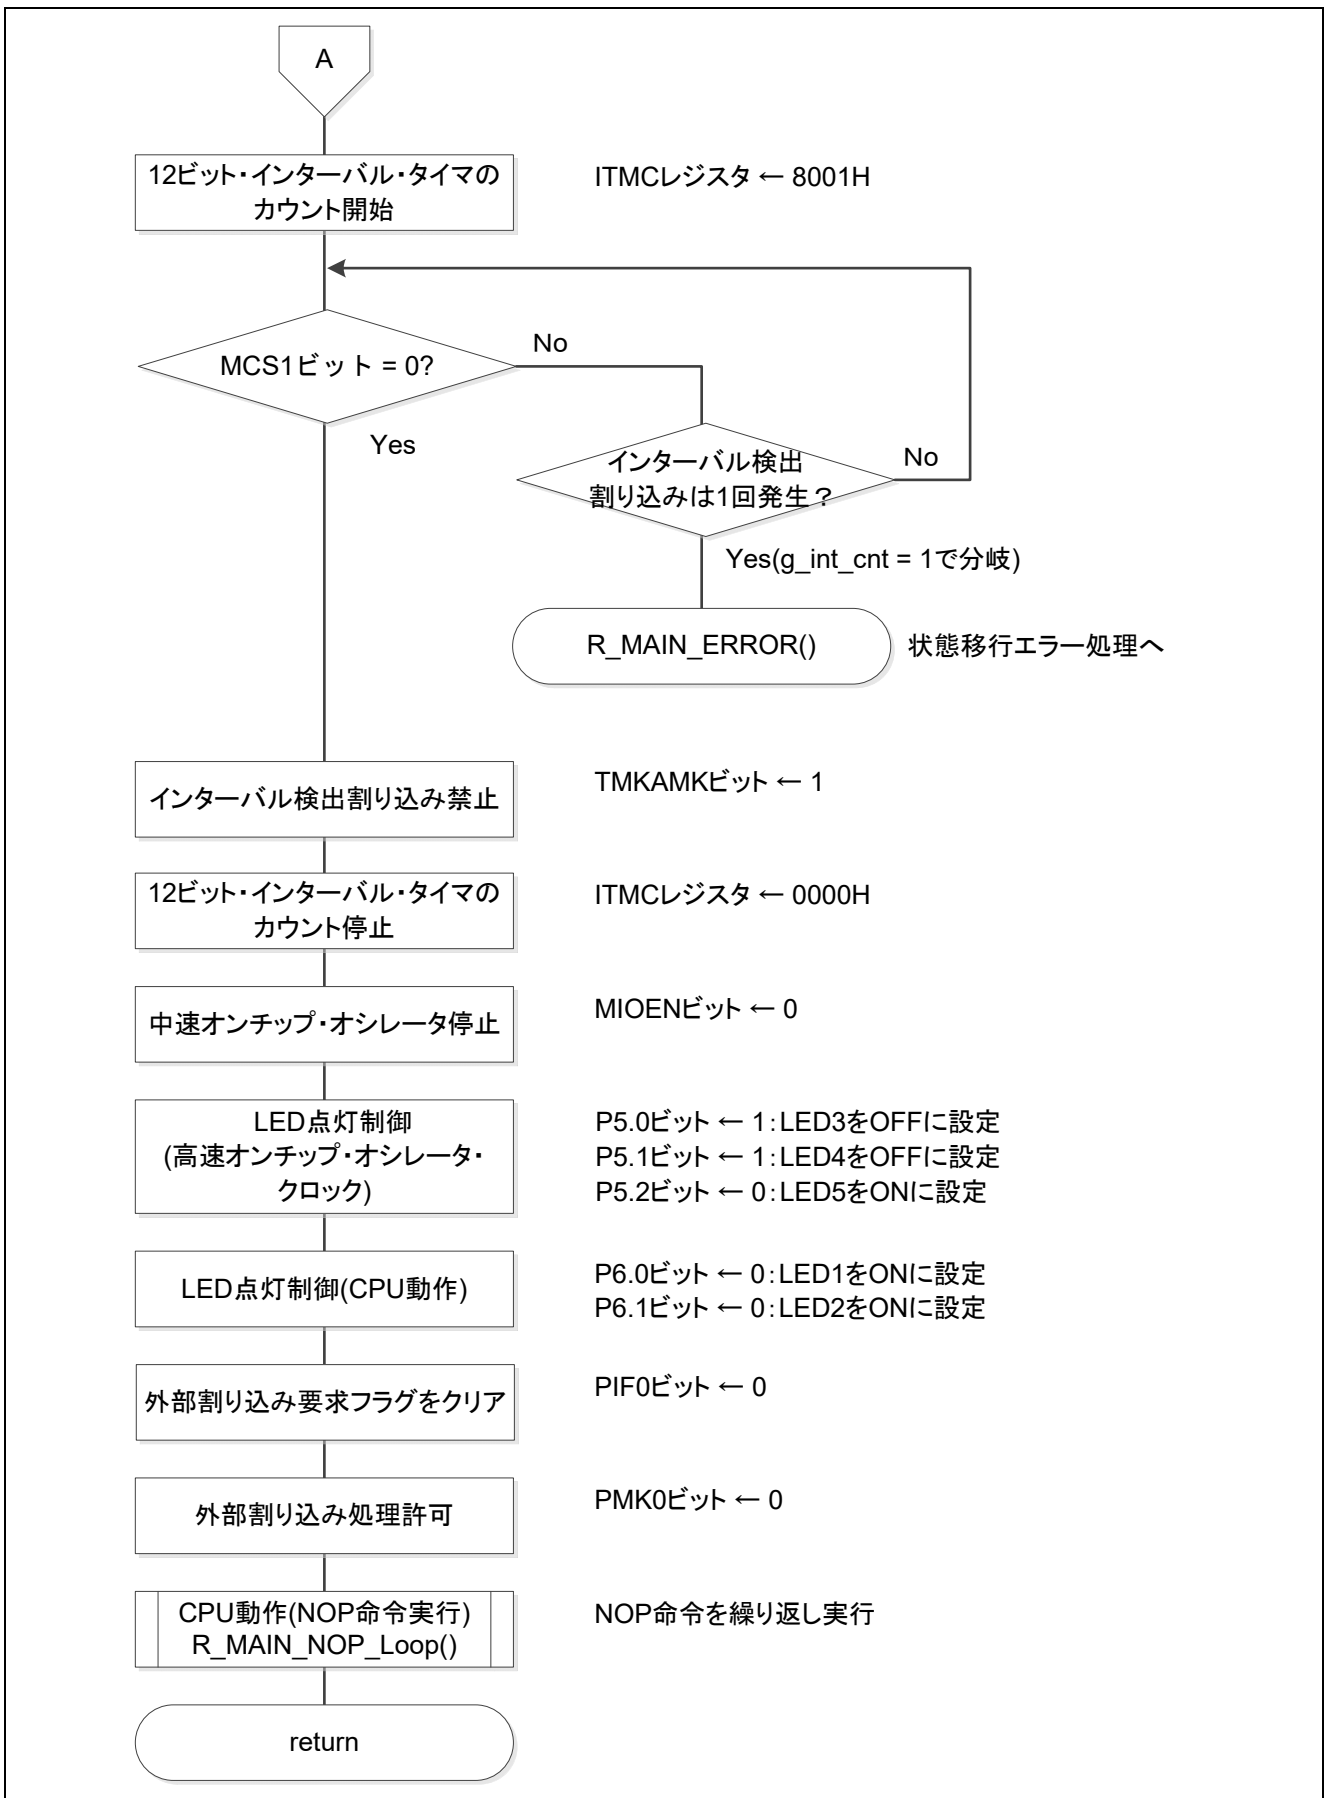 A
12ビット・インターバル・タイマの
カウント開始
ITMCレジスタ ← 8001H
MCS1ビット = 0?
No
Yes
インターバル検出
割り込みは1回発生？
No
Yes(g_int_cnt = 1で分岐)
R_MAIN_ERROR()
状態移行エラー処理へ
インターバル検出割り込み禁止
TMKAMKビット ← 1
12ビット・インターバル・タイマの
カウント停止
ITMCレジスタ ← 0000H
中速オンチップ・オシレータ停止
MIOENビット ← 0
LED点灯制御
(高速オンチップ・オシレータ・
クロック)
P5.0ビット ← 1：LED3をOFFに設定
P5.1ビット ← 1：LED4をOFFに設定
P5.2ビット ← 0：LED5をONに設定
LED点灯制御(CPU動作)
P6.0ビット ← 0：LED1をONに設定
P6.1ビット ← 0：LED2をONに設定
外部割り込み要求フラグをクリア
PIF0ビット ← 0
外部割り込み処理許可
PMK0ビット ← 0
CPU動作(NOP命令実行)
R_MAIN_NOP_Loop()
NOP命令を繰り返し実行
return